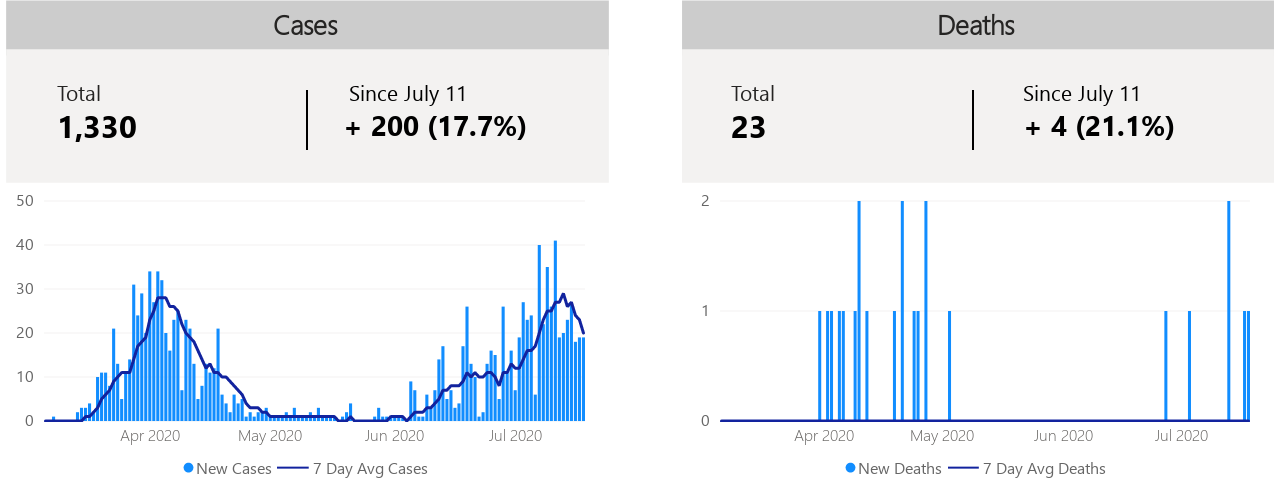 Cases
Total
1,330
Since July 11
+ 200 (17.7%)
50
40
30
20
10
0
Apr 2020
May 2020
Jun 2020
Jul 2020
New Cases
7 Day Avg Cases
Deaths
Total
23
Since July 11
+ 4 (21.1%)
2
1
0
Apr 2020
May 2020
Jun 2020
Jul 2020
New Deaths
7 Day Avg Deaths